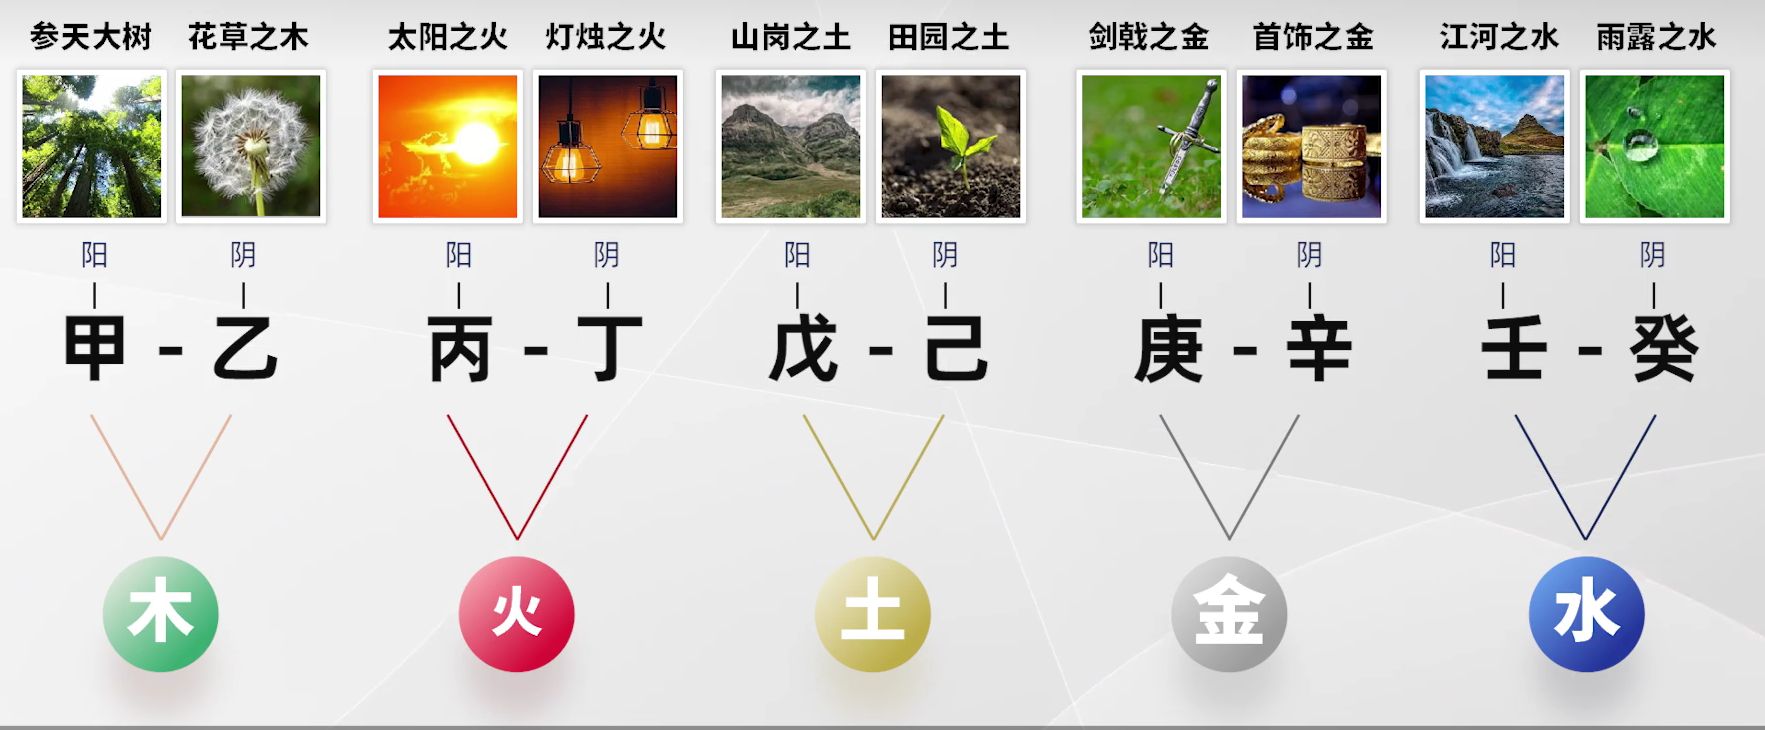 参天大树 花草之木 太阳之火 灯烛之火 山岗之土 田园之土 剑戟之金 首饰之金 江河之水 雨露之水
阳 阴 阳 阴 阳 阴 阳 阴 阳 阴
甲 - 乙 丙 - 丁 戊 - 己 庚 - 辛 壬 - 癸
木 火 土 金 水